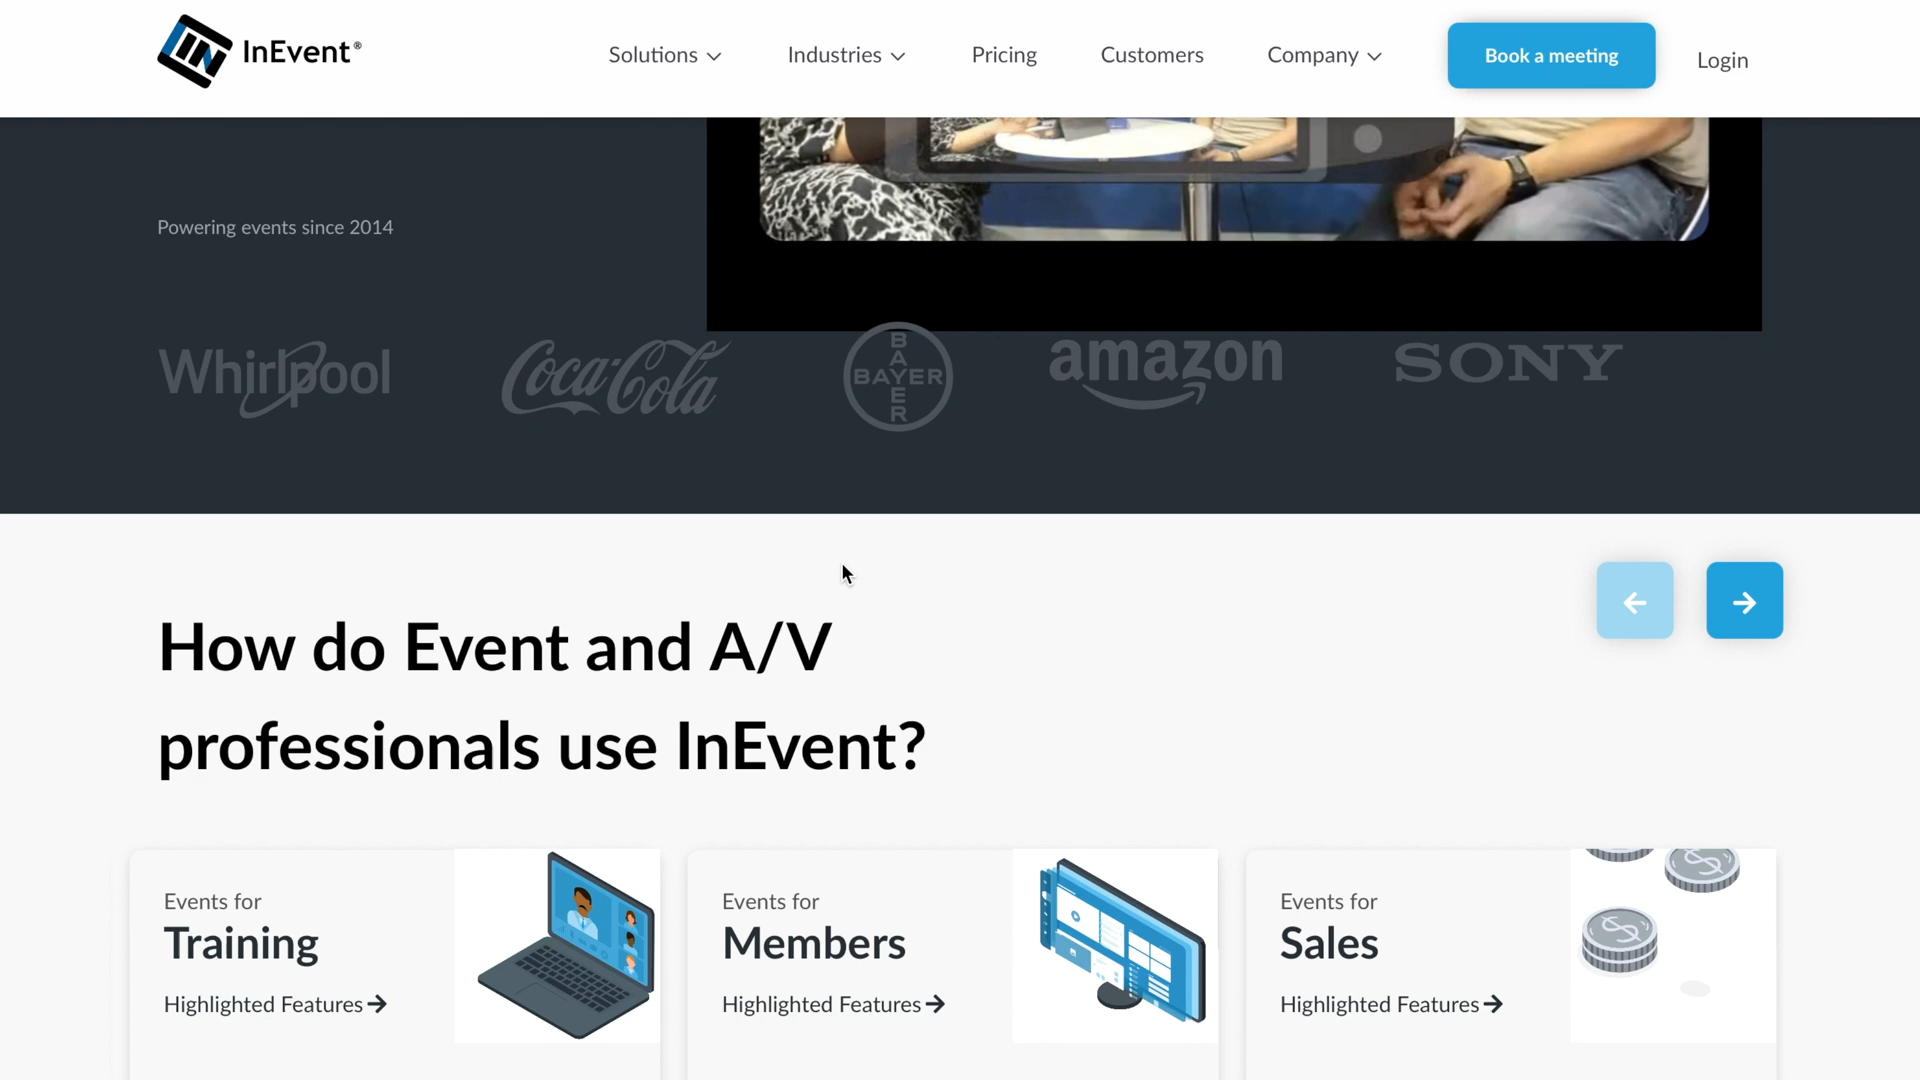 InEvent®
Solutions
Industries
Pricing
Customers
Company
Book a meeting
Login
Powering events since 2014
Whirlpool
Coca-Cola
BAYER
BAYER
amazon
SONY
How do Event and A/V
professionals use InEvent?
Events for
Training
Highlighted Features
Events for
Members
Highlighted Features
Events for
Sales
Highlighted Features